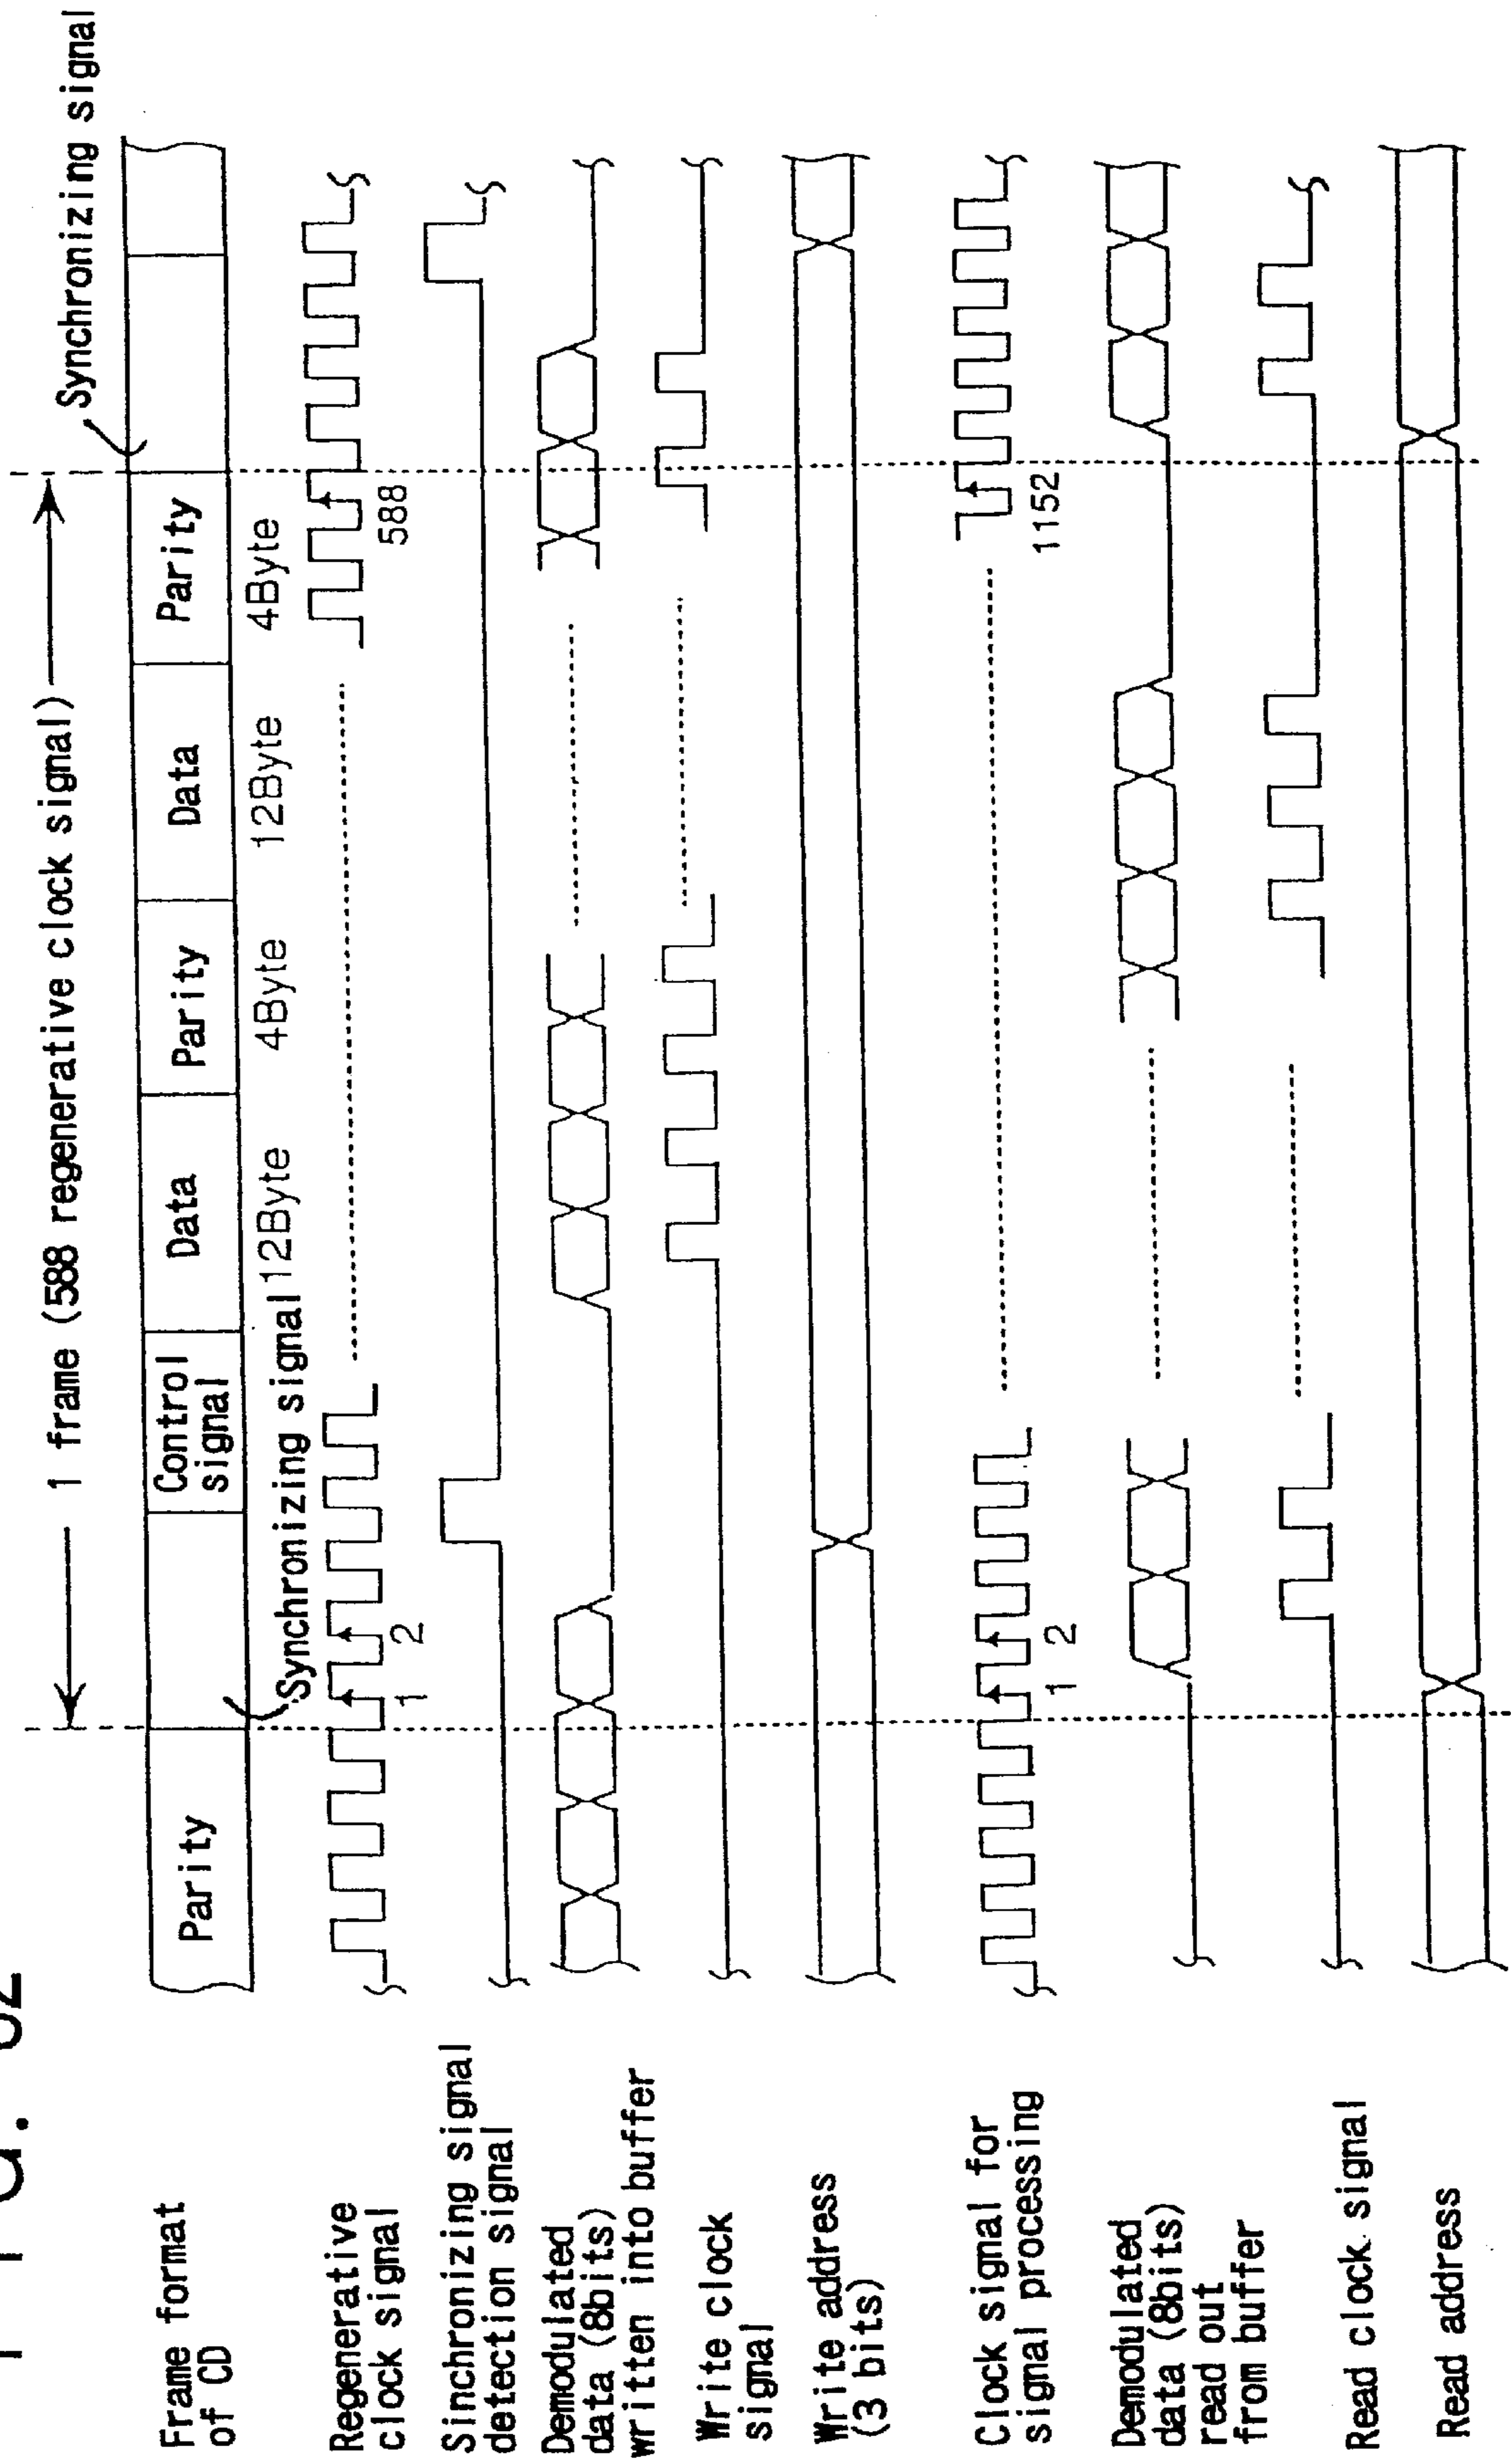 Synchronizing signal
1 frame (588 regenerative clock signal)
Frame format
of CD
Parity
Control
signal
Data
Parity
Data
Parity
Synchronizing signal
12Byte
4Byte
12Byte
4Byte
Regenerative
clock signal
1
2
588
Sinchronizing signal
detection signal
Demodulated
data (8bits)
written into buffer
Write clock
signal
Write address
(3 bits)
Clock signal for
signal processing
1
2
1152
Demodulated
data (8bits)
read out
from buffer
Read clock signal
Read address